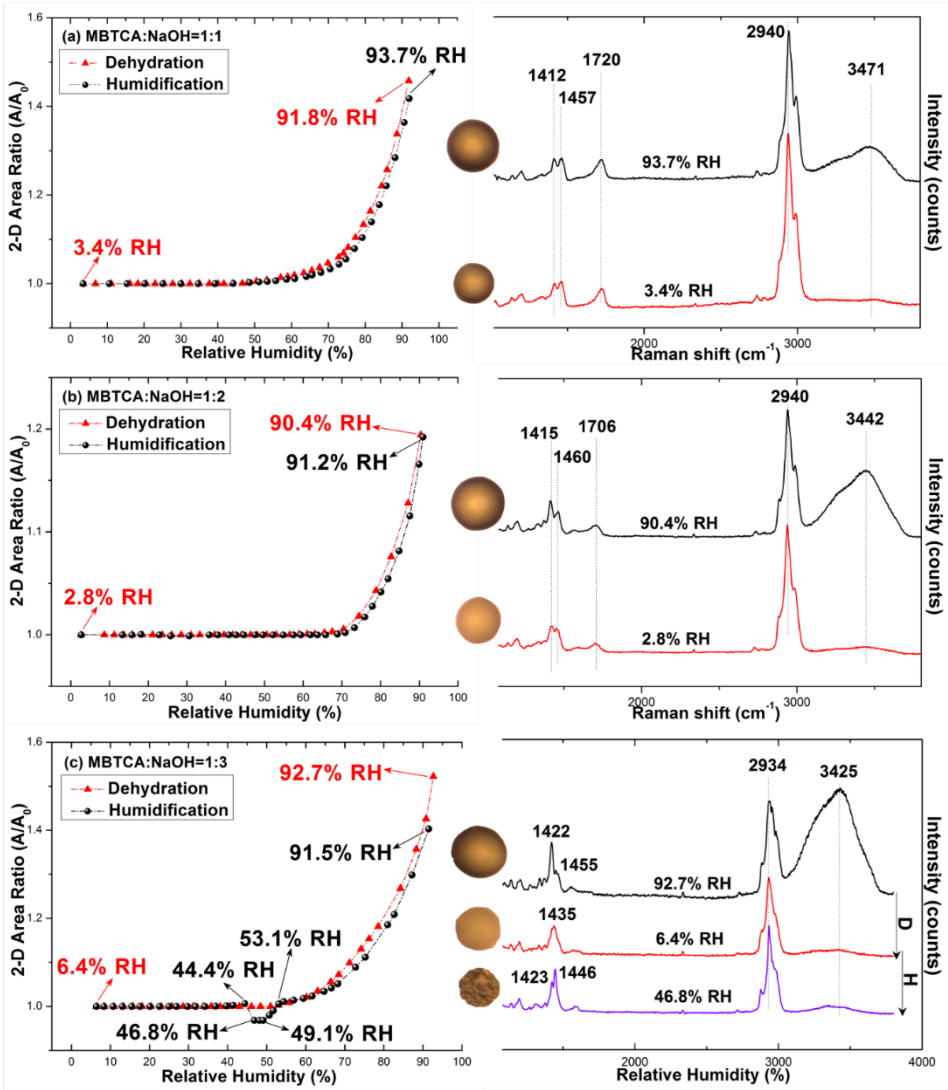 (a) MBTCA:NaOH=1:1
Dehydration
Humidification
93.7% RH
91.8% RH
3.4% RH
2-D Area Ratio (A/A0)
1.6
1.4
1.2
1.0
0 10 20 30 40 50 60 70 80 90 100
Relative Humidity (%)
2940
1412
1720
1457
3471
93.7% RH
3.4% RH
2000 3000
Raman shift (cm-1)
Intensity (counts)
(b) MBTCA:NaOH=1:2
Dehydration
Humidification
90.4% RH
91.2% RH
2.8% RH
2-D Area Ratio (A/A0)
1.2
1.1
1.0
0 10 20 30 40 50 60 70 80 90 100
Relative Humidity (%)
2940
1415
1706
1460
3442
90.4% RH
2.8% RH
2000 3000
Raman shift (cm-1)
Intensity (counts)
(c) MBTCA:NaOH=1:3
Dehydration
Humidification
92.7% RH
91.5% RH
53.1% RH
6.4% RH
44.4% RH
46.8% RH
49.1% RH
2-D Area Ratio (A/A0)
1.6
1.4
1.2
1.0
0 10 20 30 40 50 60 70 80 90 100
Relative Humidity (%)
2934
3425
1422
1455
92.7% RH
1435
6.4% RH
1423
1446
46.8% RH
D
H
2000 3000 4000
Relative Humidity (%)
Intensity (counts)